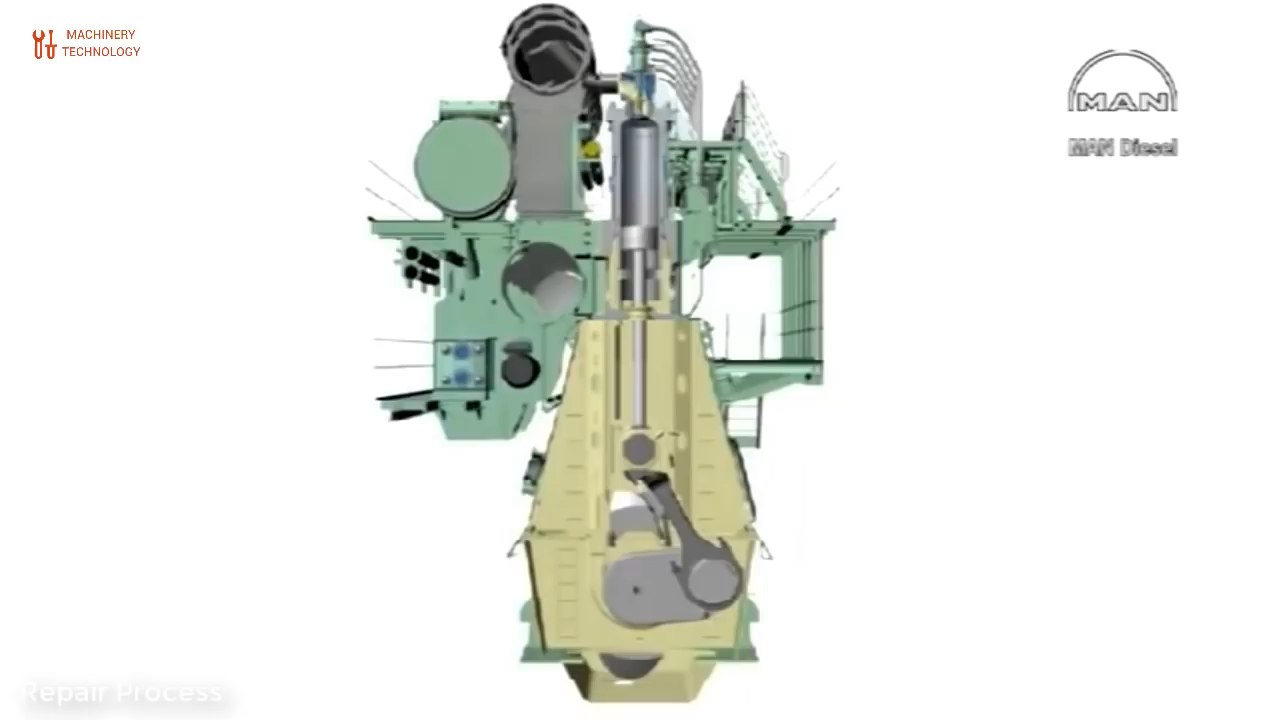 MACHINERY
TECHNOLOGY
MAN
MAN Diesel
Repair Process